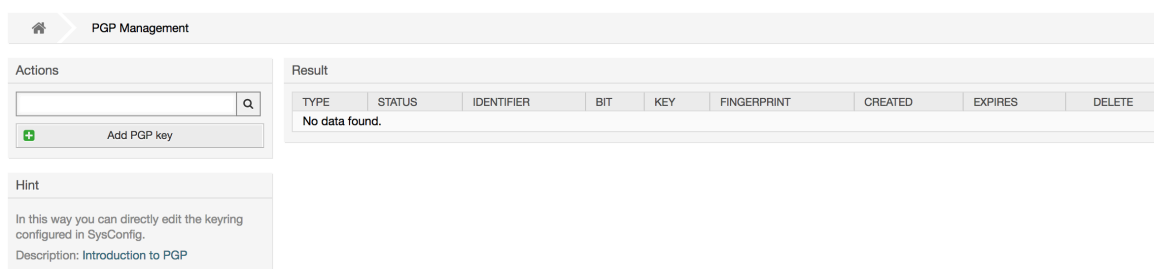 PGP Management
Actions
Add PGP key
Hint
In this way you can directly edit the keyring
configured in SysConfig.
Description: Introduction to PGP
Result
TYPE STATUS IDENTIFIER BIT KEY FINGERPRINT CREATED EXPIRES DELETE
No data found.